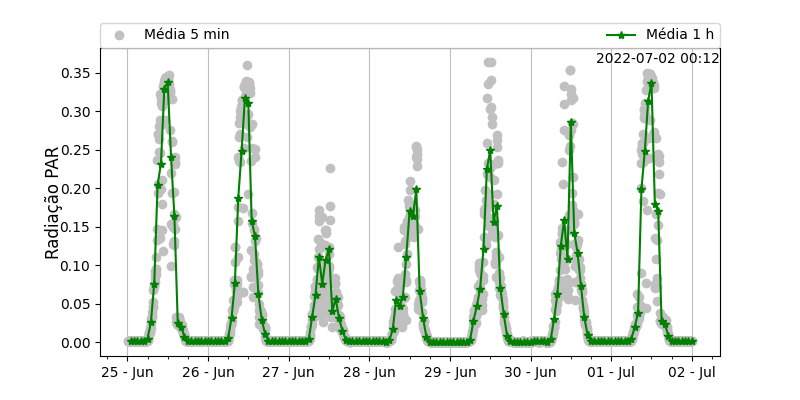 Média 5 min
Média 1 h
2022-07-02 00:12
Radiação PAR
0.35
0.30
0.25
0.20
0.15
0.10
0.05
0.00
25 - Jun
26 - Jun
27 - Jun
28 - Jun
29 - Jun
30 - Jun
01 - Jul
02 - Jul